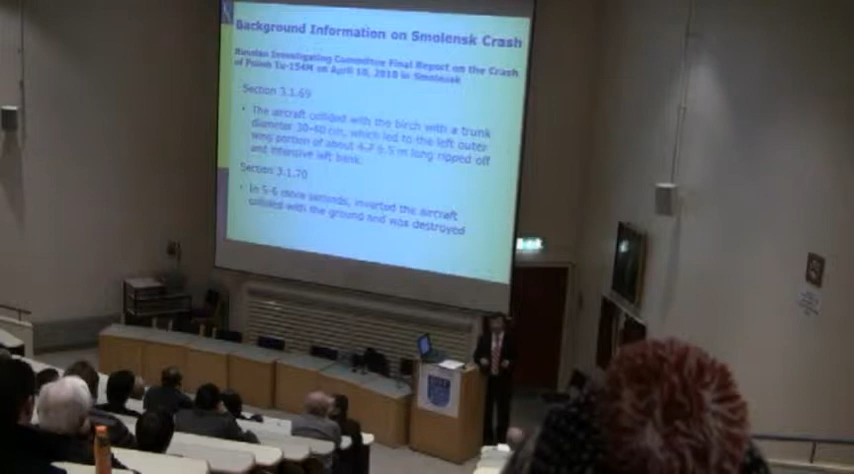 Background Information on Smolensk Crash
Russian Investigating Committee Final Report on the Crash
of Polish Tu-154M on April 10, 2010 in Smolensk
Section 3.1.69
• The aircraft collided with the birch with a trunk
diameter 30-40 cm, which led to the left outer
wing portion of about long ripped off
and intensive left bank.
Section 3.1.70
• In 5-6 more seconds, inverted the aircraft
collided with the ground and was destroyed